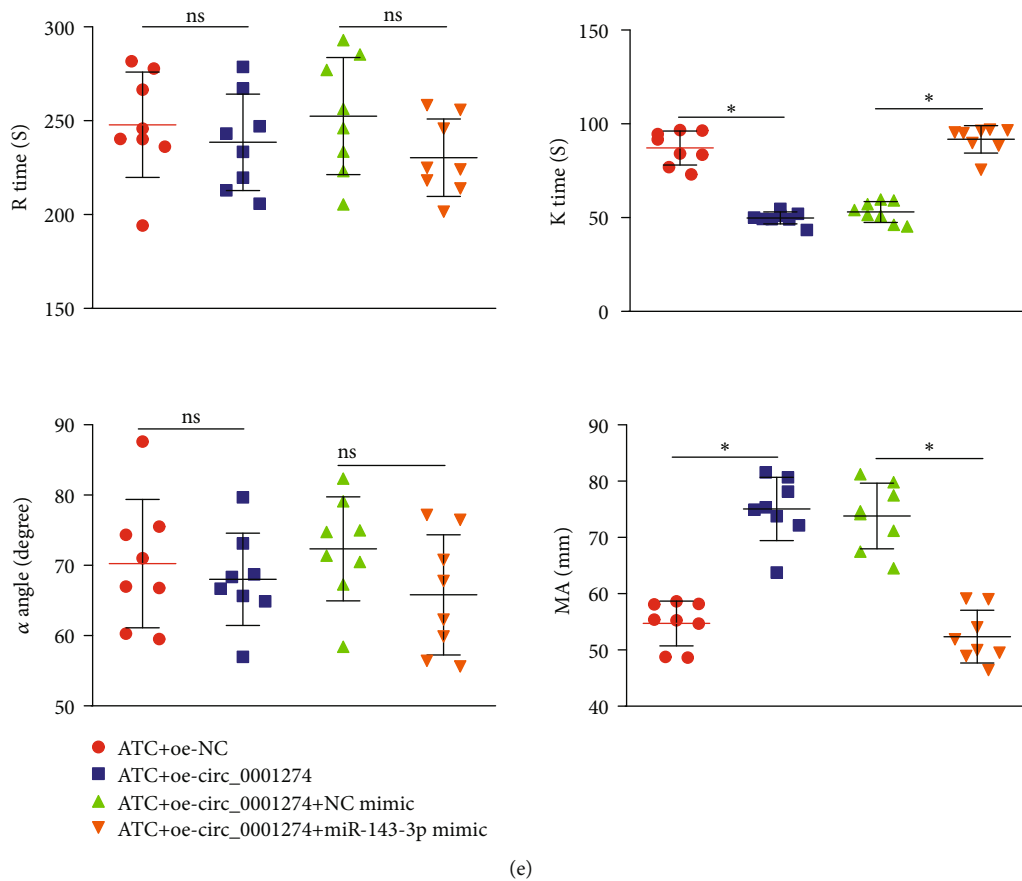 ns
ns
300
250
200
150
R time (S)
*
*
150
100
50
0
K time (S)
ns
ns
90
80
70
60
50
α angle (degree)
*
*
90
80
70
60
50
40
MA (mm)
ATC+oe-NC
ATC+oe-circ_0001274
ATC+oe-circ_0001274+NC mimic
ATC+oe-circ_0001274+miR-143-3p mimic
(e)